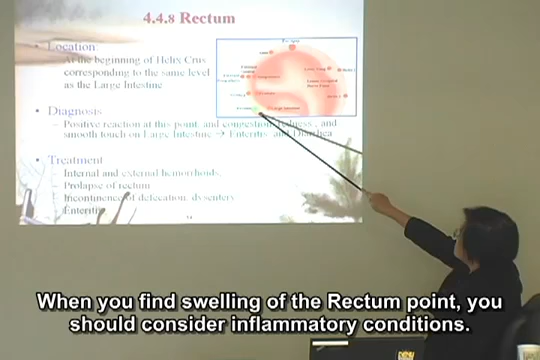 4.4.8 Rectum
• Location:
– At the beginning of Helix Crus
corresponding to the same level
as the Large Intestine
• Diagnosis
– Positive reaction at this point, and congestion, redness, and
smooth touch on Large Intestine → Enteritis and Diarrhea
• Treatment
– Internal and external hemorrhoids,
– Prolapse of rectum
– Incontinence of defecation, dysentery
– Enteritis
When you find swelling of the Rectum point, you
should consider inflammatory conditions.